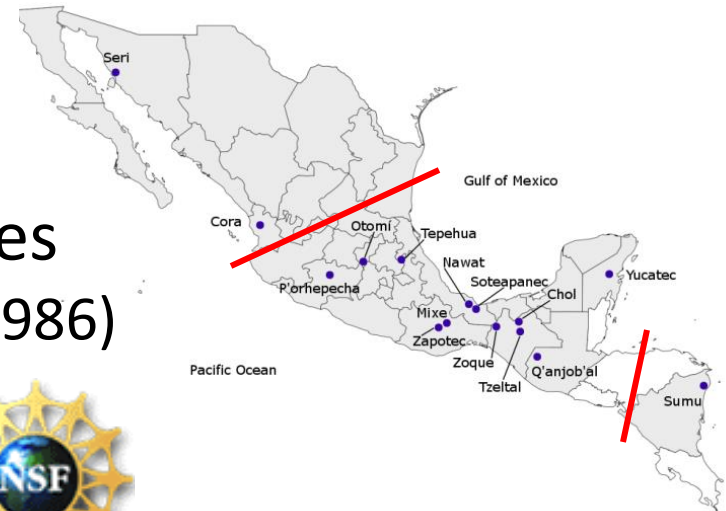 Seri
Gulf of Mexico
Cora
Otomí
Tepehua
es
Nawat
Soteapanec
Yucatec
P'orhepecha
Chol
986)
Mixe
Zapotec
Zoque
Q'anjob'al
Pacific Ocean
Tzeltal
Sumu
NSF